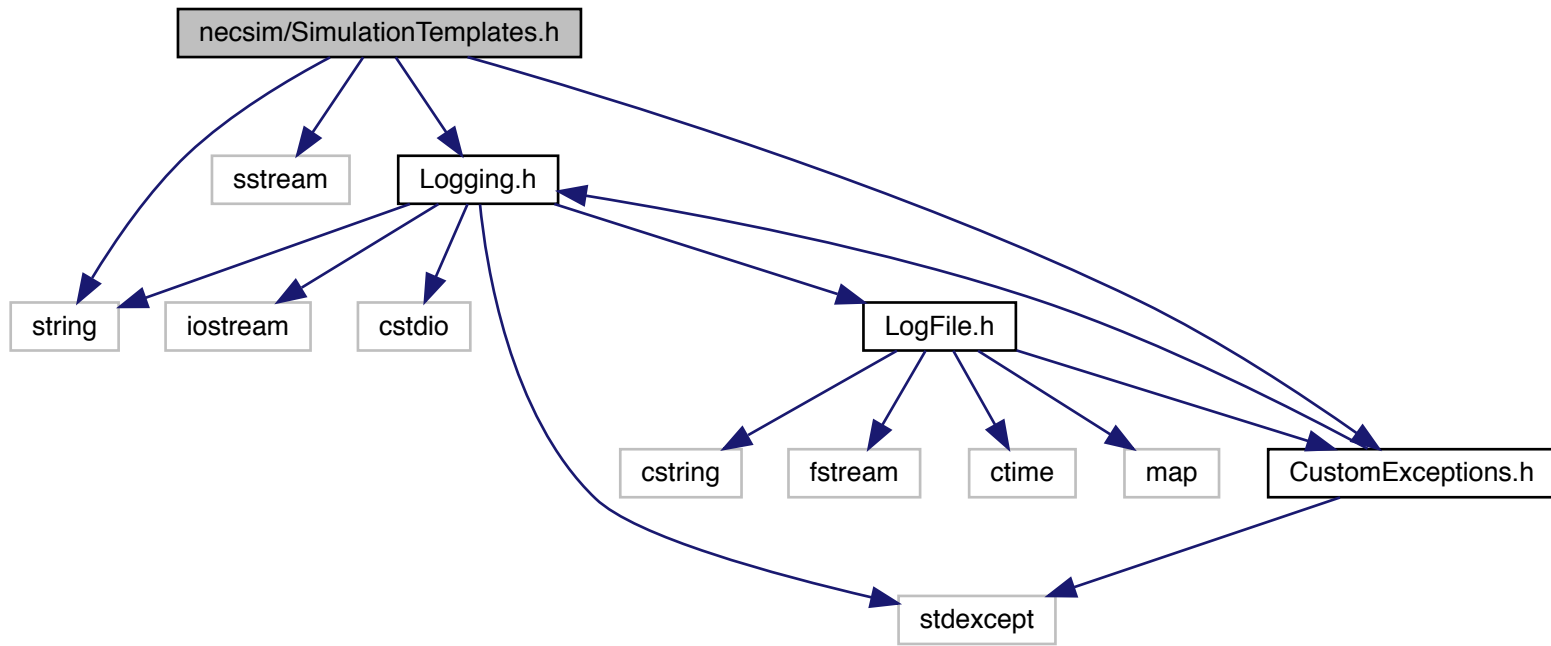 necsim/SimulationTemplates.h
sstream
Logging.h
string
iostream
cstdio
LogFile.h
cstring
fstream
ctime
map
CustomExceptions.h
stdexcept